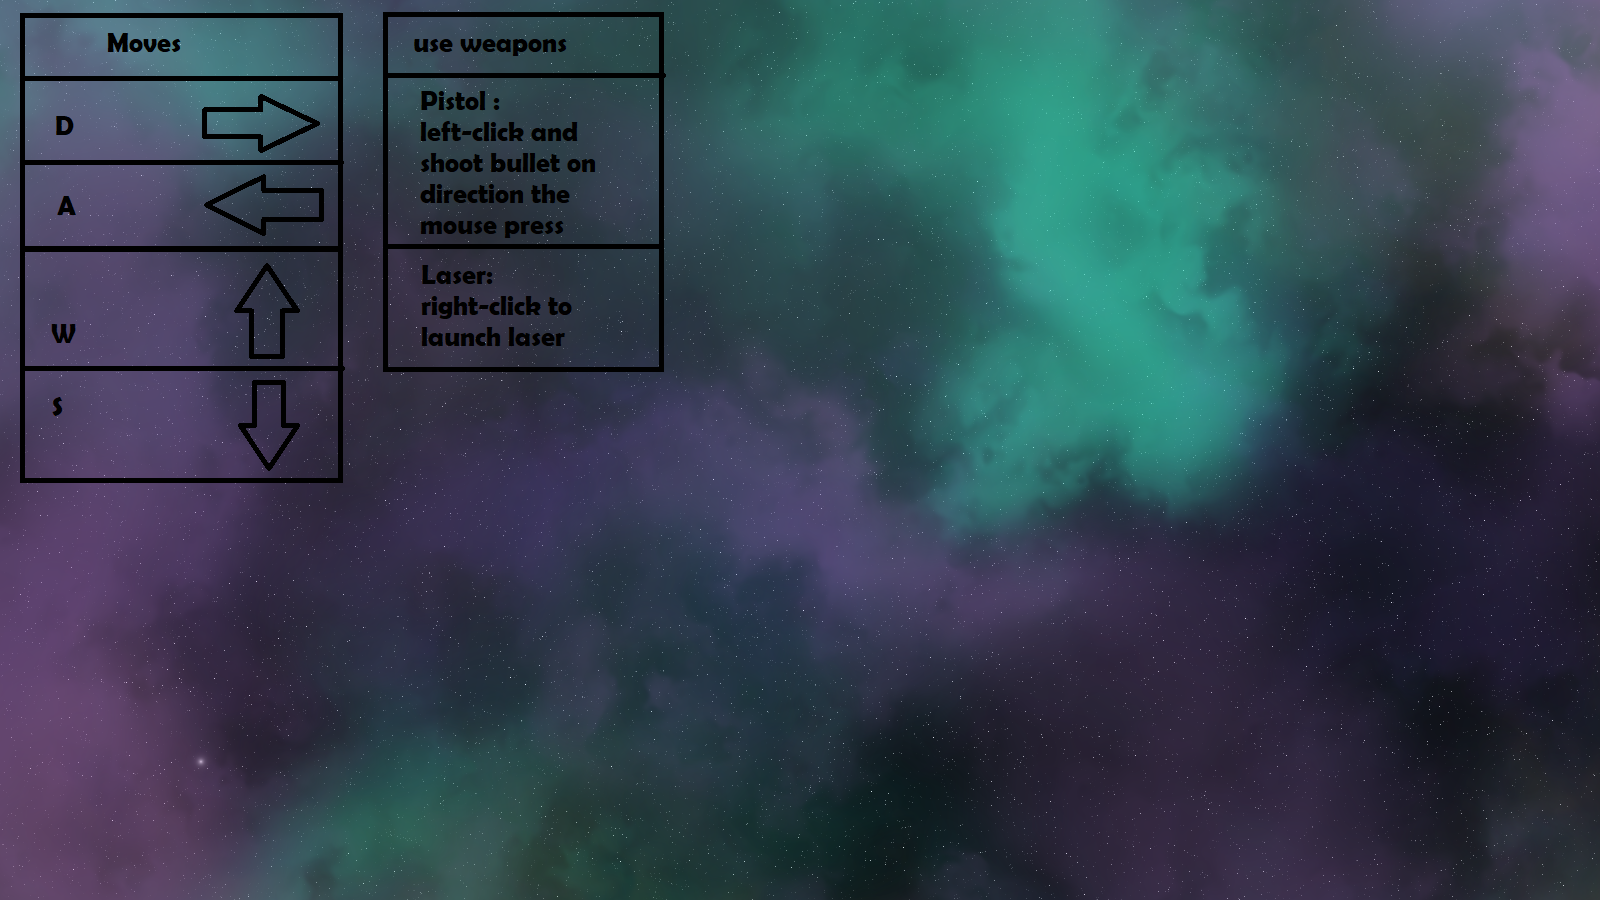 Moves
D
A
W
S
use weapons
Pistol :
left-click and
shoot bullet on
direction the
mouse press
Laser:
right-click to
launch laser